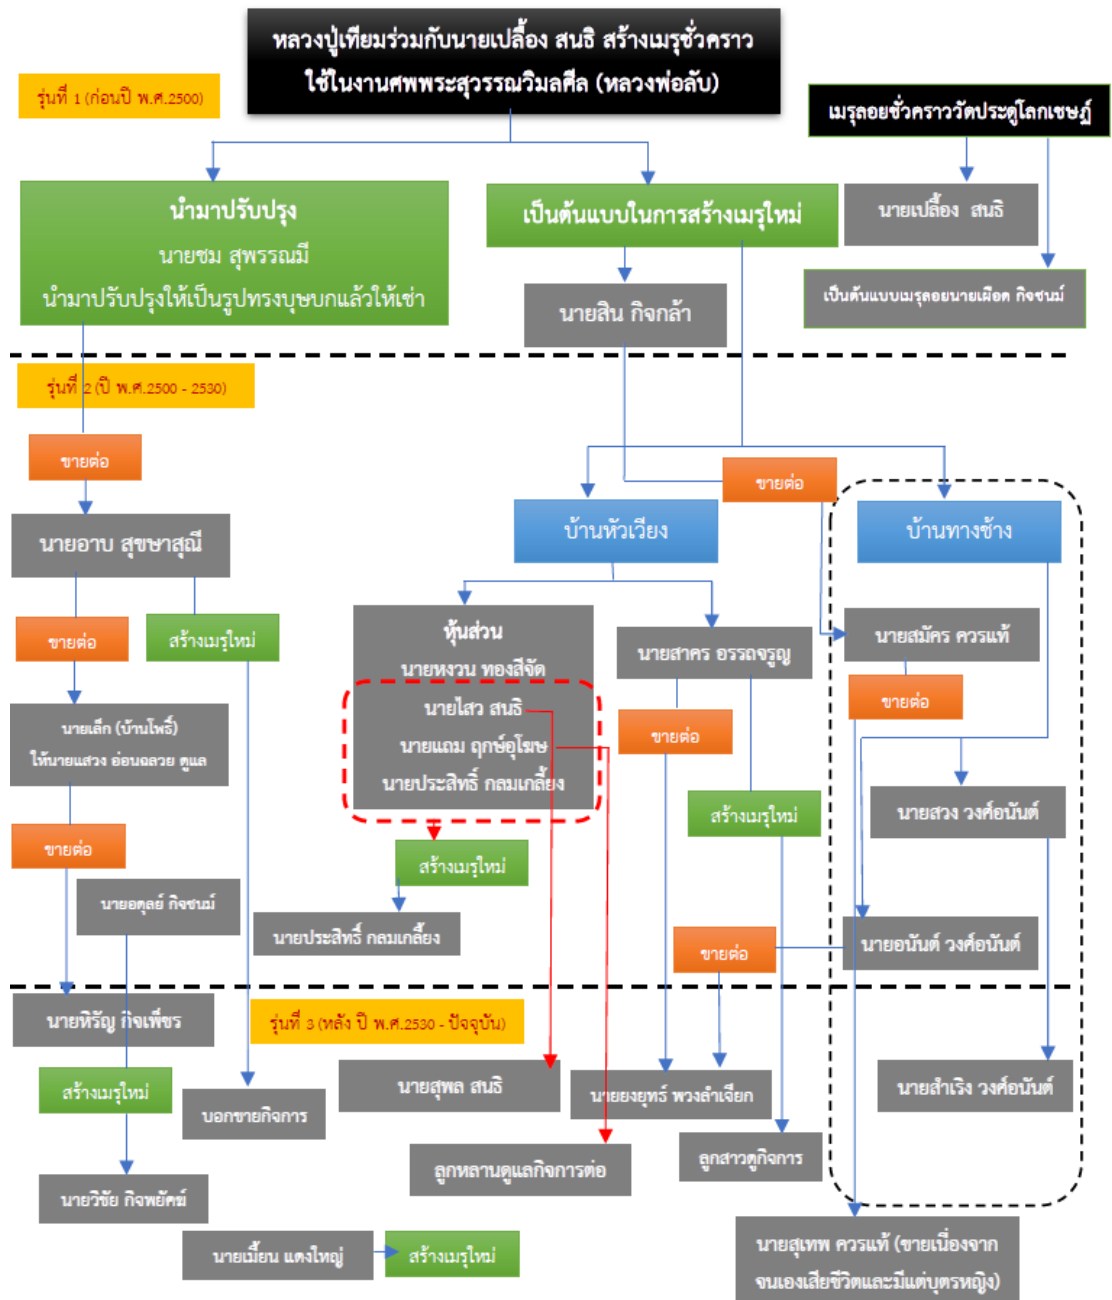 หลวงปู่เทียมร่วมกับนายเปลื้อง สนธิ สร้างเมรุชั่วคราว
ใช้ในงานศพพระสุวรรณวิมลศีล (หลวงพ่อลับ)
รุ่นที่ 1 (ก่อนปี พ.ศ.2500)
เมรุลอยชั่วคราววัดประดูโลกเชษฏ์
นำมาปรับปรุง
นายชม สุพรรณมี
นำมาปรับปรุงให้เป็นรูปทรงบุษบกแล้วให้เช่า
เป็นต้นแบบในการสร้างเมรุใหม่
นายเปลื้อง สนธิ
นายสิน กิจกล้า
เป็นต้นแบบเมรุลอยนายเผือด กิจชนม์
รุ่นที่ 2 (ปี พ.ศ.2500 - 2530)
ขายต่อ
ขายต่อ
นายอาบ สุขษาสุณี
บ้านหัวเวียง
บ้านทางช้าง
ขายต่อ
สร้างเมรุใหม่
หุ้นส่วน
นายหงวน ทองสีจัด
นายไสว สนธิ
นายแถม ฤกษ์อุโฆษ
นายประสิทธิ์ กลมเกลี้ยง
นายสาคร อรรถจรูญ
นายสมัคร ควรแท้
ขายต่อ
ขายต่อ
นายเล็ก (บ้านโพธิ์)
ให้นายแสวง อ่อนฉลวย ดูแล
นายสวง วงศ์อนันต์
สร้างเมรุใหม่
ขายต่อ
สร้างเมรุใหม่
นายอดุลย์ กิจชนม์
นายประสิทธิ์ กลมเกลี้ยง
ขายต่อ
นายอนันต์ วงศ์อนันต์
นายหิรัญ กิจเพ็ชร
รุ่นที่ 3 (หลัง ปี พ.ศ.2530 - ปัจจุบัน)
สร้างเมรุใหม่
บอกขายกิจการ
นายสุพล สนธิ
นายยงยุทธ์ พวงลำเจียก
นายสำเริง วงศ์อนันต์
ลูกหลานดูแลกิจการต่อ
ลูกสาวดูกิจการ
นายวิชัย กิจพยัคฆ์
นายเมี้ยน แตงใหญ่
สร้างเมรุใหม่
นายสุเทพ ควรแท้ (ขายเนื่องจาก
จนเองเสียชีวิตและมีแต่บุตรหญิง)